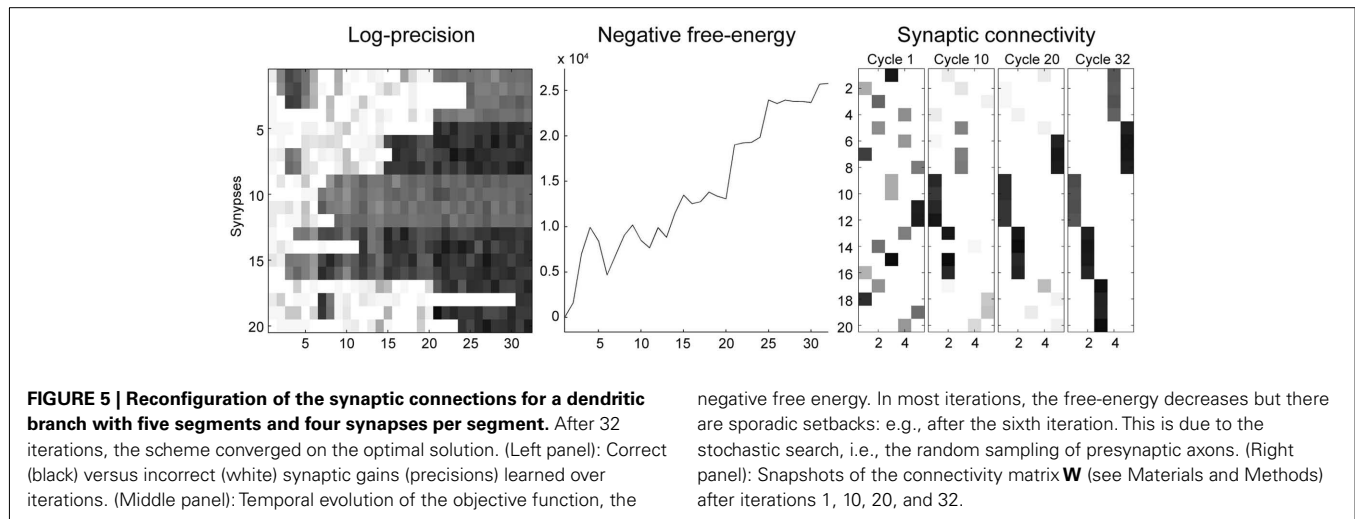 Log-precision
Negative free-energy
Synaptic connectivity
Synypses
5
10
15
20
5
10
15
20
25
30
x 10⁴
2.5
2.0
1.5
1.0
0.5
0
5
10
15
20
25
30
Cycle 1
Cycle 10
Cycle 20
Cycle 32
2
4
6
8
10
12
14
16
18
20
2 4
2 4
2 4
2 4
FIGURE 5 | Reconfiguration of the synaptic connections for a dendritic
branch with five segments and four synapses per segment. After 32
iterations, the scheme converged on the optimal solution. (Left panel): Correct
(black) versus incorrect (white) synaptic gains (precisions) learned over
iterations. (Middle panel): Temporal evolution of the objective function, the
negative free energy. In most iterations, the free-energy decreases but there
are sporadic setbacks: e.g., after the sixth iteration. This is due to the
stochastic search, i.e., the random sampling of presynaptic axons. (Right
panel): Snapshots of the connectivity matrix W (see Materials and Methods)
after iterations 1, 10, 20, and 32.